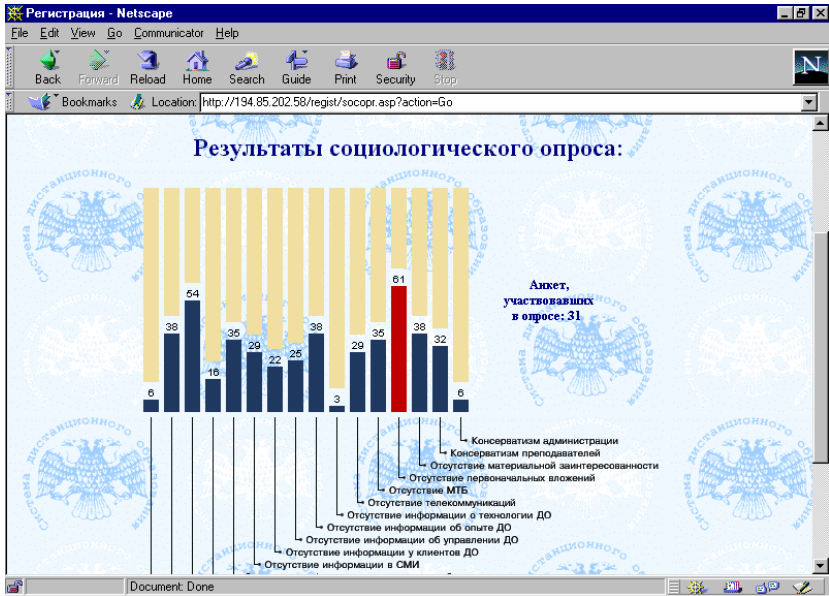 Регистрация - Netscape
File Edit View Go Communicator Help
Back Forward Reload Home Search Guide Print Security Stop
N
Bookmarks Location: http://194.85.202.58/regist/socopr.asp?action=Go
Результаты социологического опроса:
6 38 54 16 35 29 22 25 38 3 29 35 61 38 32 6
Анкет,
участвовавших
в опросе: 31
Консерватизм администрации
Консерватизм преподавателей
Отсутствие материальной заинтересованности
Отсутствие первоначальных вложений
Отсутствие МТБ
Отсутствие телекоммуникаций
Отсутствие информации о технологии ДО
Отсутствие информации об опыте ДО
Отсутствие информации об управлении ДО
Отсутствие информации у клиентов ДО
Отсутствие информации в СМИ
Система дистанционного образования
Document: Done